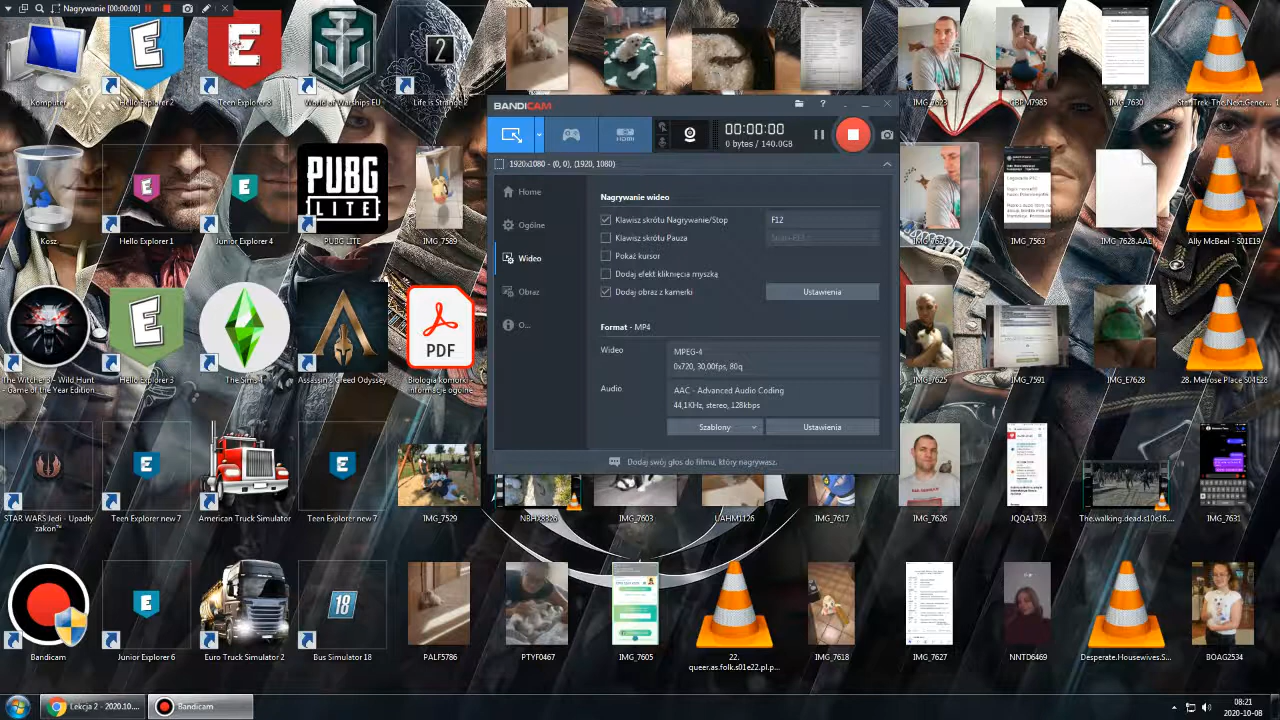 Nagrywanie [00:00:00]
Komputer
Hello Explorer 2
Teen Explorer 8
World of Warships EU
Life is Strange 2
IMG_7623
GBPM7985
IMG_7630
StarTrek-The.Next.Gener...
BANDICAM
HDMI
00:00:00
0 bytes / 140.0GB
1920x1080 - (0, 0), (1920, 1080)
Home
Ogólne
Wideo
Obraz
O...
Nagrywanie wideo
Klawisz skrótu Nagrywanie/Stop
Klawisz skrótu Pauza
Pokaż kursor
Dodaj efekt kliknięcia myszką
Dodaj obraz z kamerki
Ustawienia
Format - MP4
Wideo
MPEG-4
0x720, 30,00fps, 80q
Audio
AAC - Advanced Audio Coding
44,1KHz, stereo, 128kbps
Szablony
Ustawienia
Dodaj swój głos do filmu, który nagrywasz.
Kosz
Hello Explorer 1
Junior Explorer 4
PUBG LITE
PUBG LITE
IMG_7589
IMG_7624
IMG_7563
IMG_7628.AAE
Ally McBeal - S01E19
The Witcher 3 - Wild Hunt
- Game of the Year Edition
Hello Explorer 3
The Sims 4
Assassin's Creed Odyssey
PDF
Biologia komórki -
informacje ogólne
IMG_7625
IMG_7591
IMG_E7628
28. Melrose Place S04E28
STAR WARS Jedi - Upadły
zakon™
Teen Explorer new 7
American Truck Simulator
Teen Explorer new 7
IMG_7529
IMG_7603
UAHM1126
IMG_7617
IMG_7626
JQQA1733
The.walking.dead.s10e16....
IMG_7631
Bandicam
Euro Truck Simulator 2
18
Bus Simulator 18
PTYF0467
IMG_7605
22.
queer.as.folk.s01e22.pl.p...
IMG_7618
IMG_7627
NNTD6469
Desperate.Housewives.S...
BOAG2534
Lekcja 2 - 2020.10....
Bandicam
08:21
2020-10-08